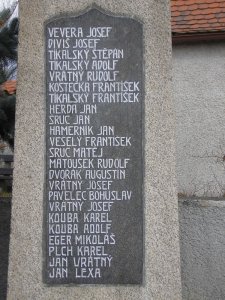 VEVERA JOSEF
DIVIŠ JOSEF
TIKALSKÝ ŠTĚPÁN
TIKALSKÝ ADOLF
VRÁTNÝ RUDOLF
KOSTEČKA FRANTIŠEK
TIKALSKÝ FRANTIŠEK
HERDA JAN
SRUC JAN
HAMERNÍK JAN
VESELÝ FRANTIŠEK
SRUC MATĚJ
MATOUŠEK RUDOLF
DVOŘÁK AUGUSTIN
VRÁTNÝ JOSEF
PAVELEC BOHUSLAV
VRÁTNÝ JOSEF
KOUBA KAREL
KOUBA ADOLF
EGER MIKOLÁŠ
PLCH KAREL
JAN VRÁTNÝ
JAN LEXA